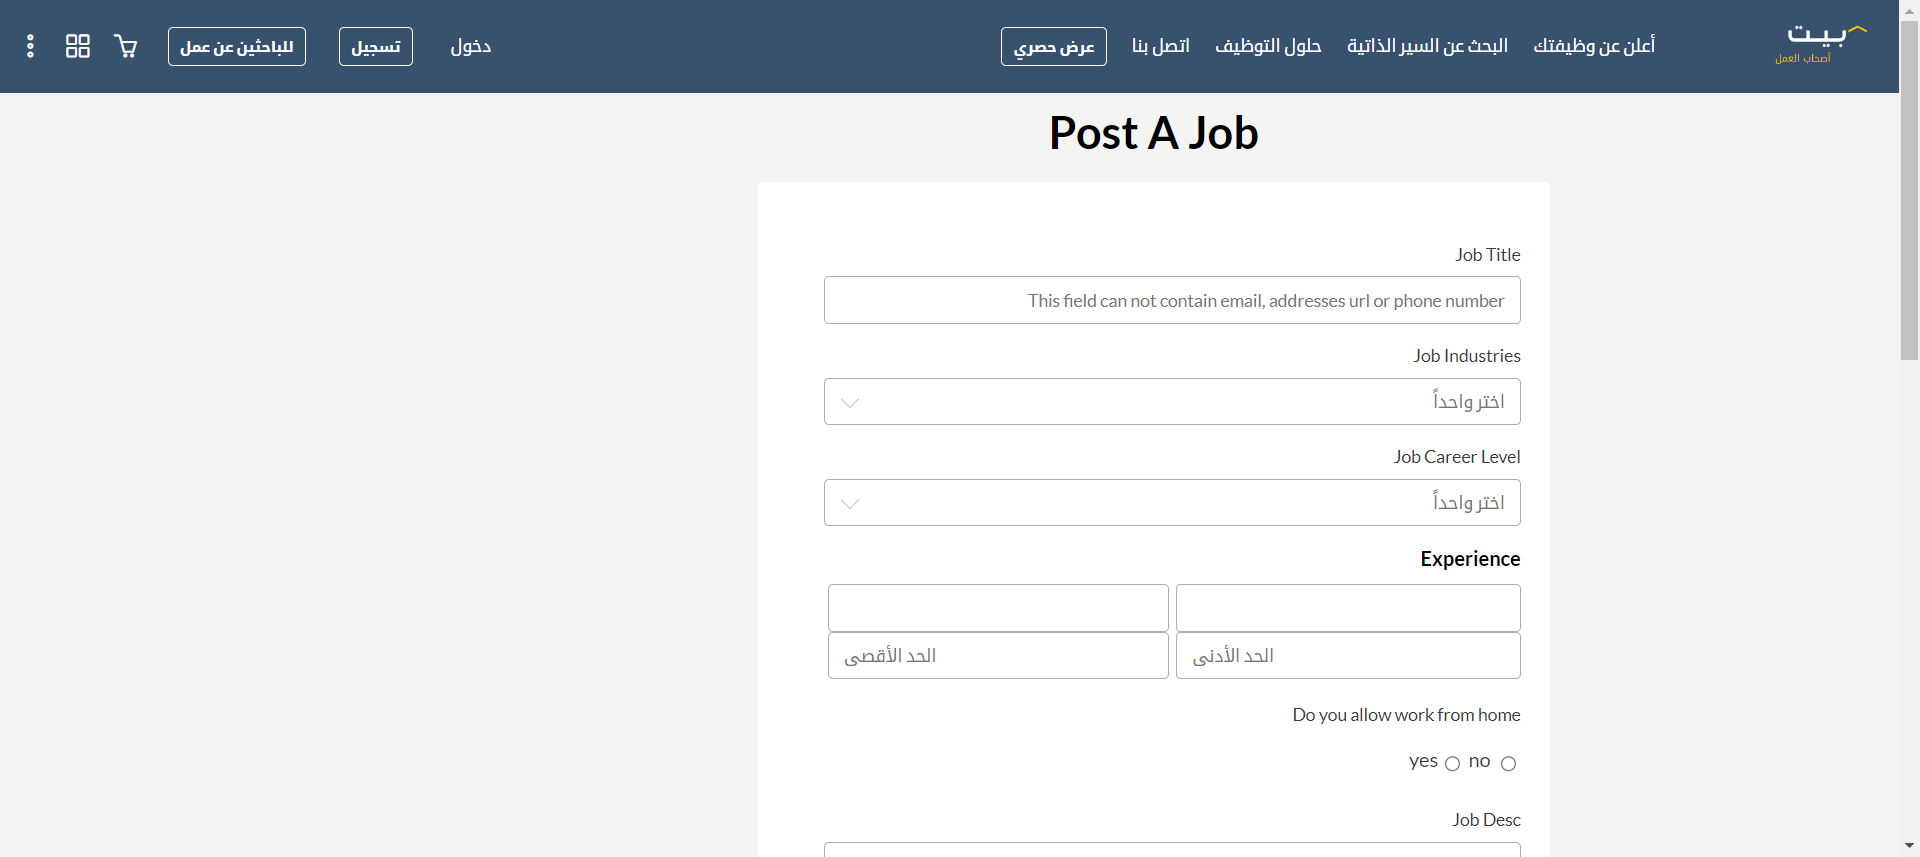 بيت
أصحاب العمل
أعلن عن وظيفتك
البحث عن السير الذاتية
حلول التوظيف
اتصل بنا
عرض حصري
دخول
تسجيل
للباحثين عن عمل
Post A Job
Job Title
This field can not contain email, addresses url or phone number
Job Industries
اختر واحداً
Job Career Level
اختر واحداً
Experience
الحد الأدنى
الحد الأقصى
Do you allow work from home
yes no
Job Desc